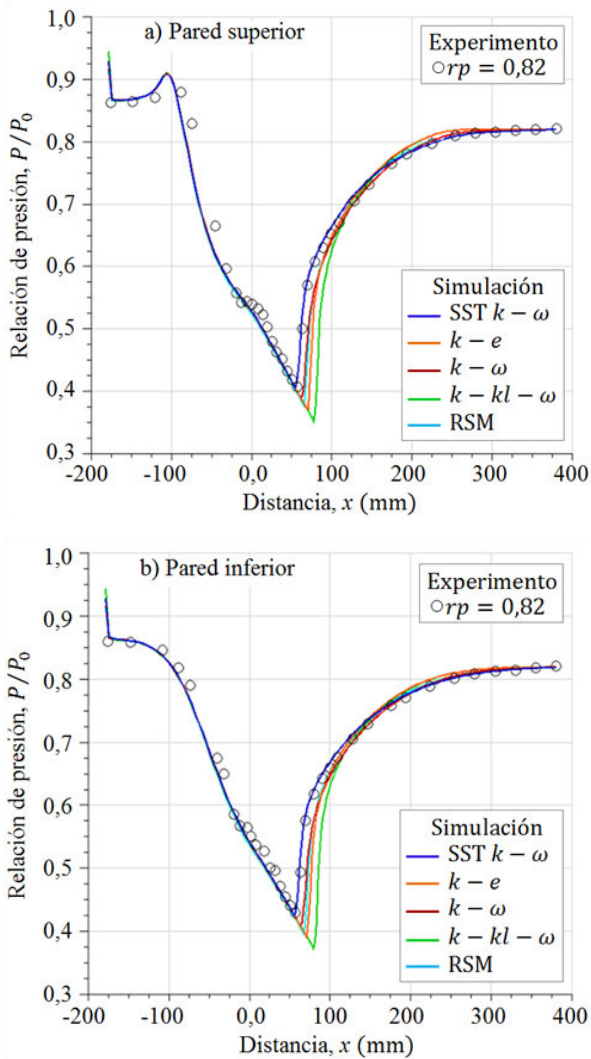 a) Pared superior
Experimento
rp = 0,82
Relación de presión, P/P₀
1,0
0,9
0,8
0,7
0,6
0,5
0,4
0,3
Simulación
SST k − ω
k − e
k − ω
k − kl − ω
RSM
-200 -100 0,0 100 200 300 400
Distancia, x (mm)
b) Pared inferior
Experimento
rp = 0,82
Relación de presión, P/P₀
1,0
0,9
0,8
0,7
0,6
0,5
0,4
0,3
Simulación
SST k − ω
k − e
k − ω
k − kl − ω
RSM
-200 -100 0,0 100 200 300 400
Distancia, x (mm)